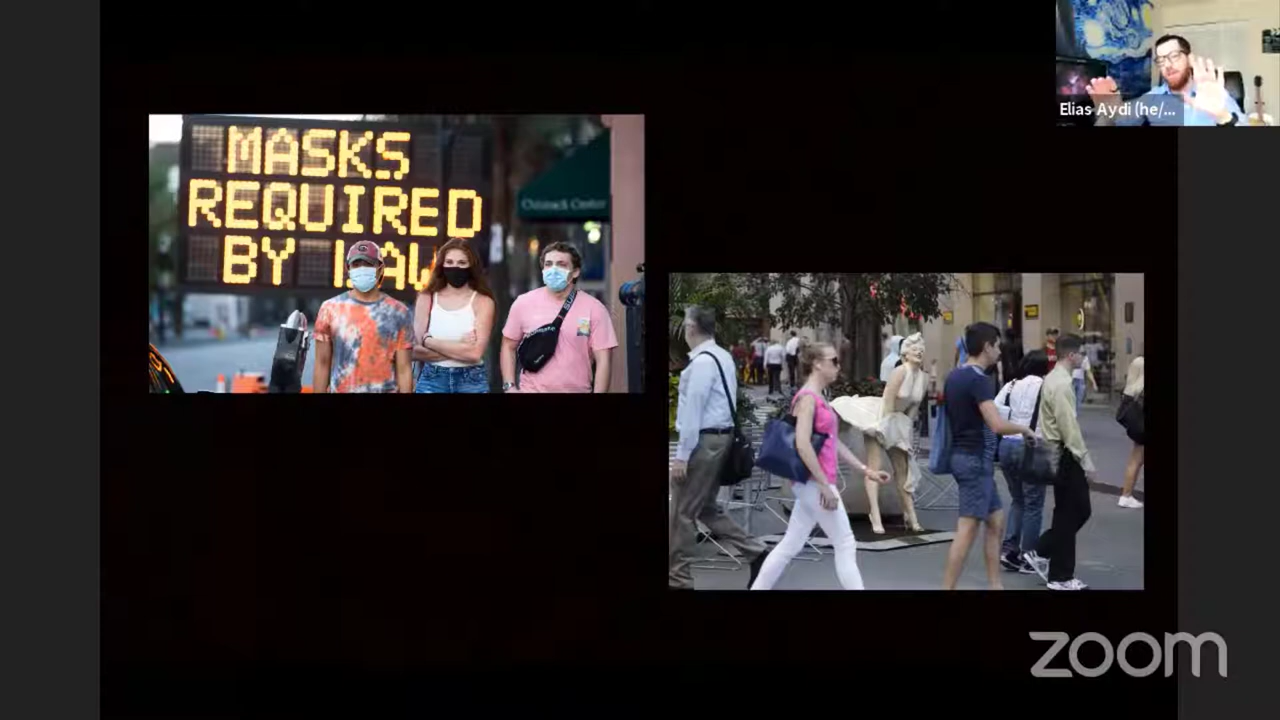 Elias Aydi (he/...
MASKS
REQUIRED
BY LAW
zoom